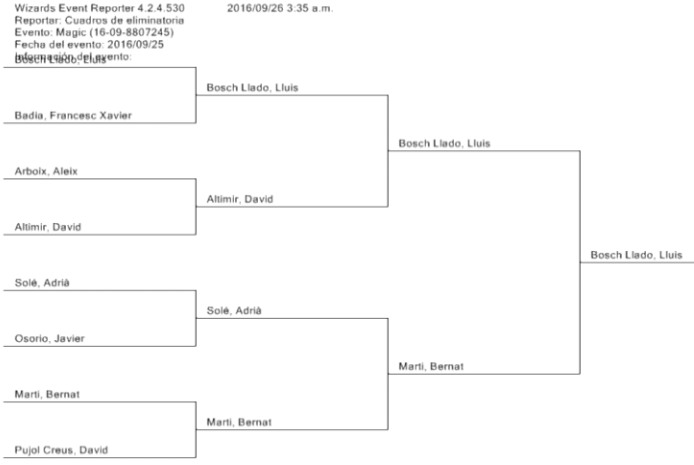 Wizards Event Reporter 4.2.4.530 2016/09/26 3:35 a.m.
Reportar: Cuadros de eliminatoria
Evento: Magic (16-09-8807245)
Fecha del evento: 2016/09/25
Información del evento:
Bosch Llado, Lluis
Bosch Llado, Lluis
Badia, Francesc Xavier
Bosch Llado, Lluis
Arboix, Aleix
Altimir, David
Altimir, David
Bosch Llado, Lluis
Solé, Adrià
Solé, Adrià
Osorio, Javier
Marti, Bernat
Marti, Bernat
Marti, Bernat
Pujol Creus, David